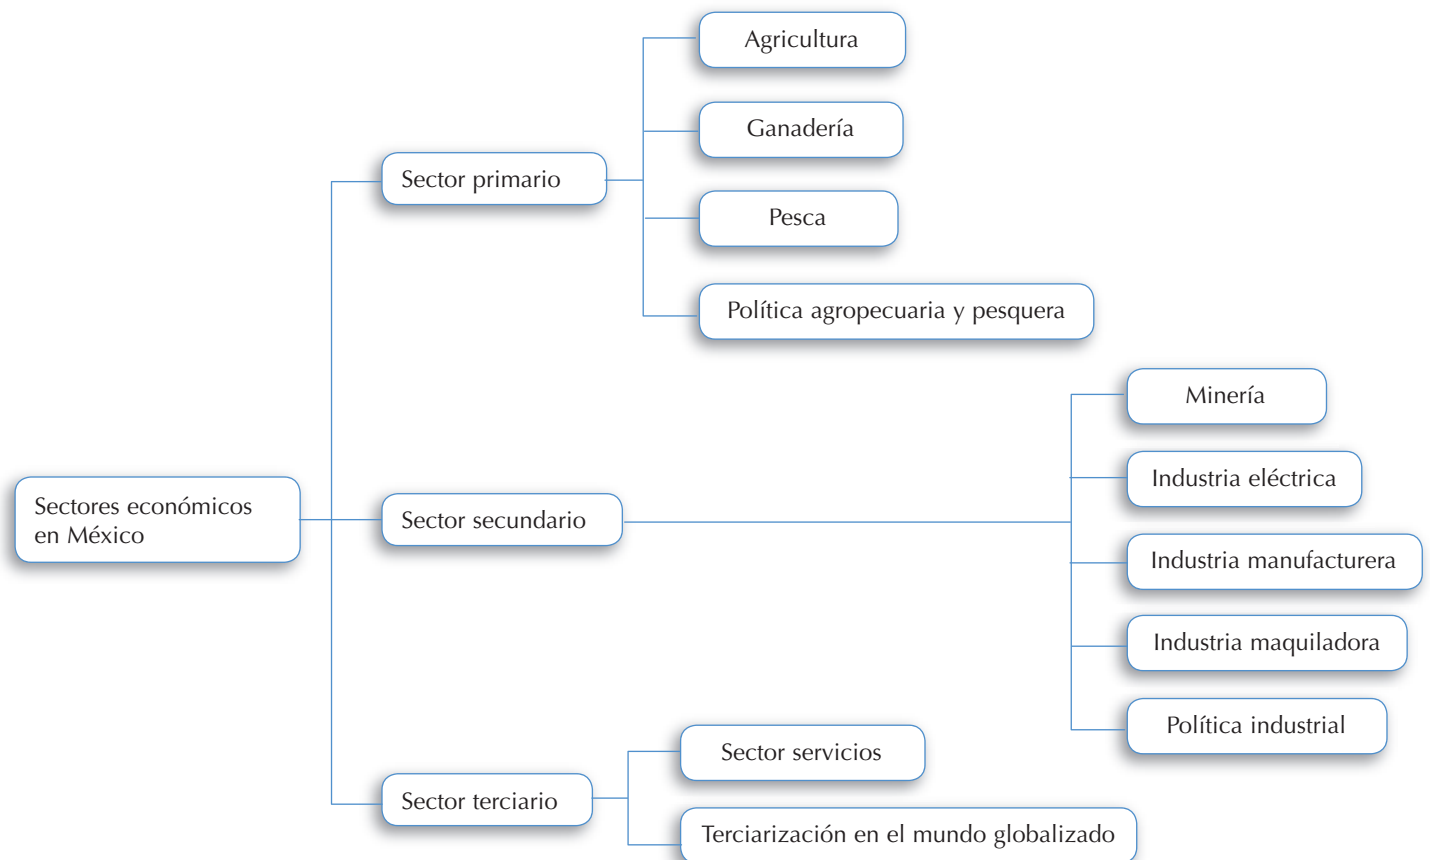 Sectores económicos
en México
Sector primario
Agricultura
Ganadería
Pesca
Política agropecuaria y pesquera
Sector secundario
Minería
Industria eléctrica
Industria manufacturera
Industria maquiladora
Política industrial
Sector terciario
Sector servicios
Terciarización en el mundo globalizado